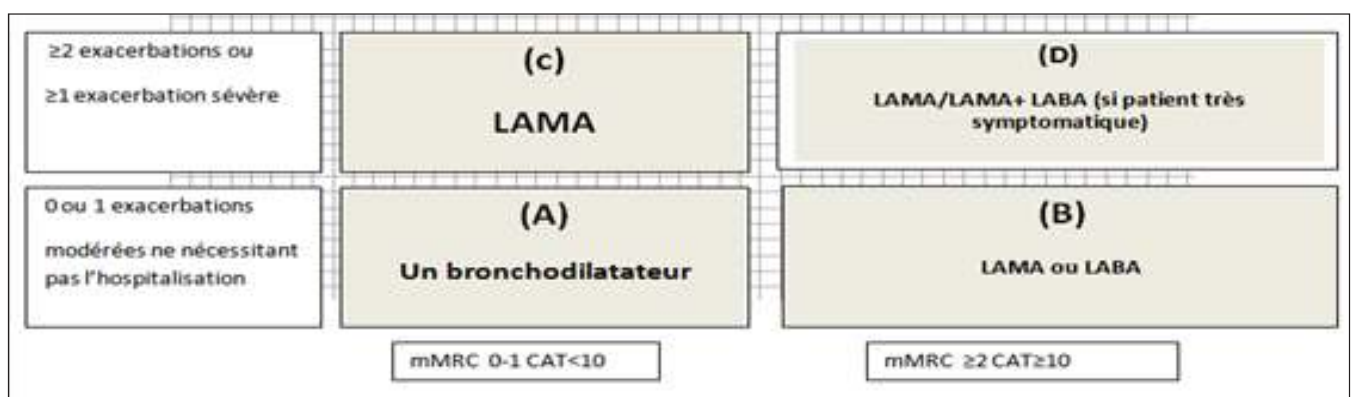 ≥2 exacerbations ou
≥1 exacerbation sévère
(c)
LAMA
(D)
LAMA/LAMA+ LABA (si patient très
symptomatique)
0 ou 1 exacerbations
modérées ne nécessitant
pas l'hospitalisation
(A)
Un bronchodilatateur
(B)
LAMA ou LABA
mMRC 0-1 CAT<10
mMRC ≥2 CAT≥10